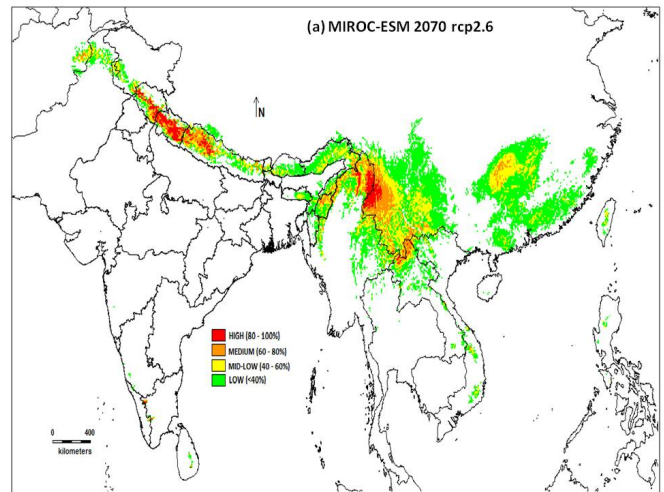 (a) MIROC-ESM 2070 rcp2.6
N
HIGH (80 - 100%)
MEDIUM (60 - 80%)
MID-LOW (40 - 60%)
LOW (<40%)
0 400
kilometers